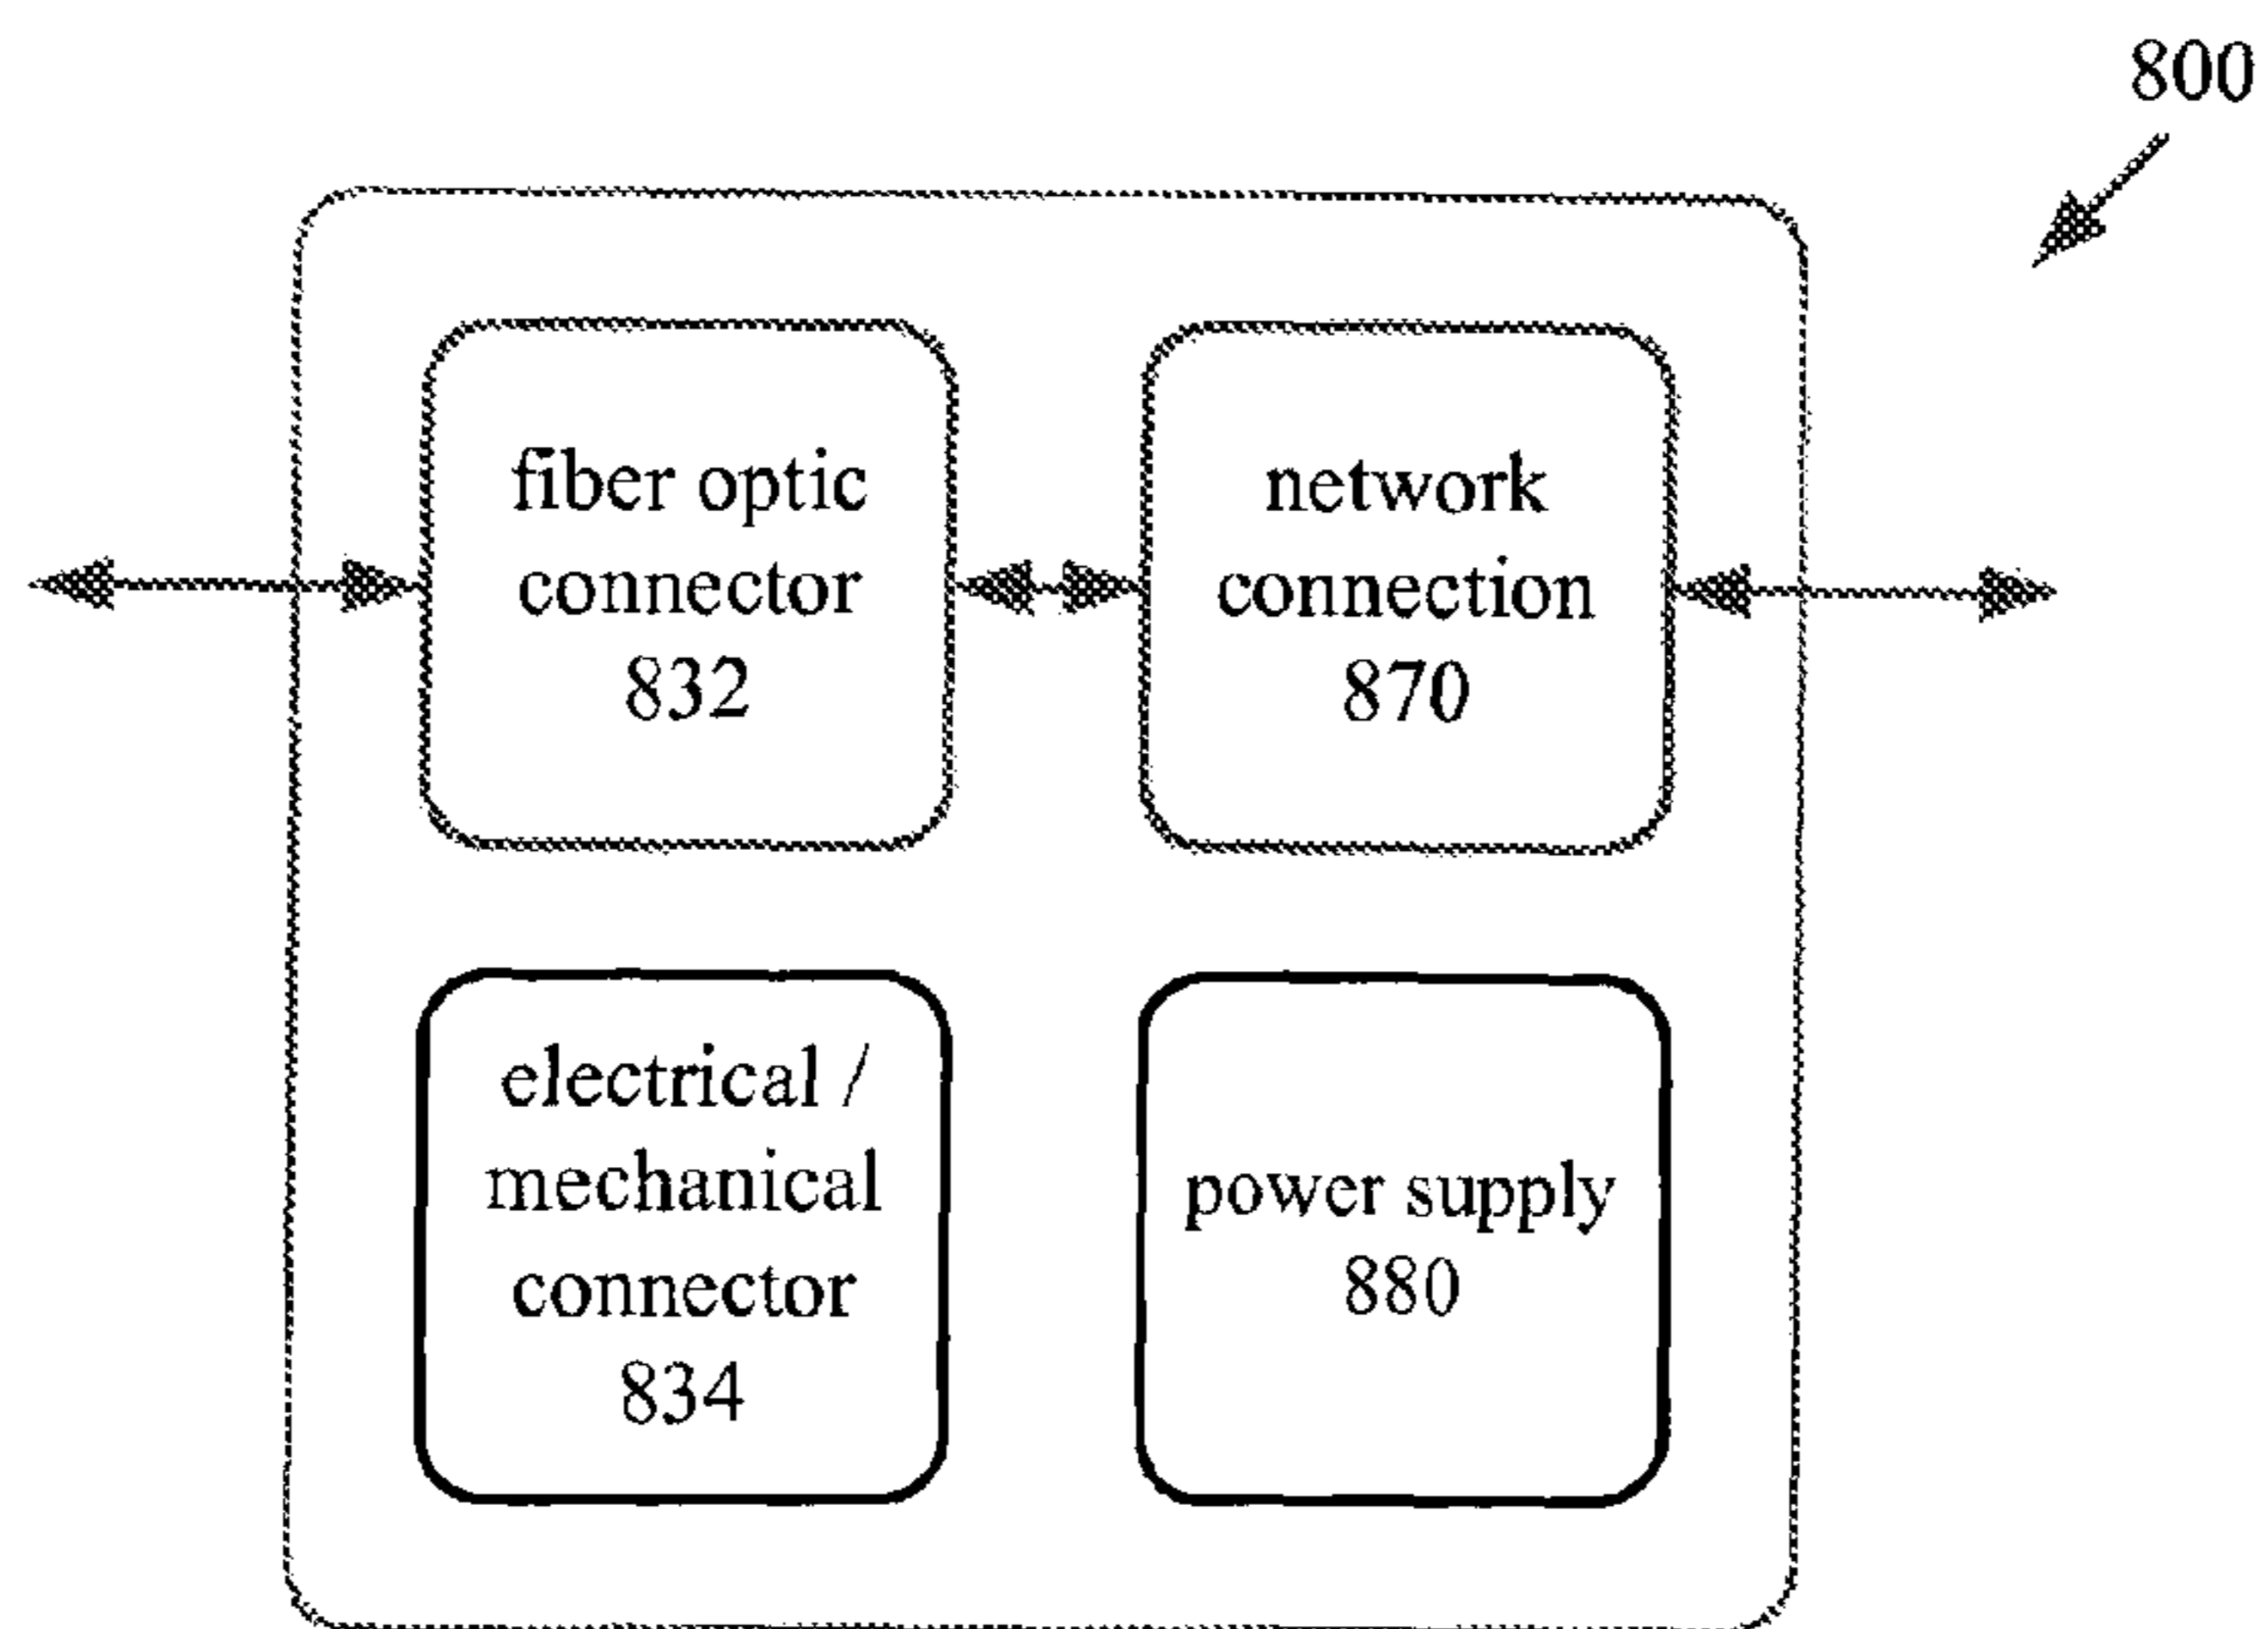 800
fiber optic
connector
832
network
connection
870
electrical /
mechanical
connector
834
power supply
880